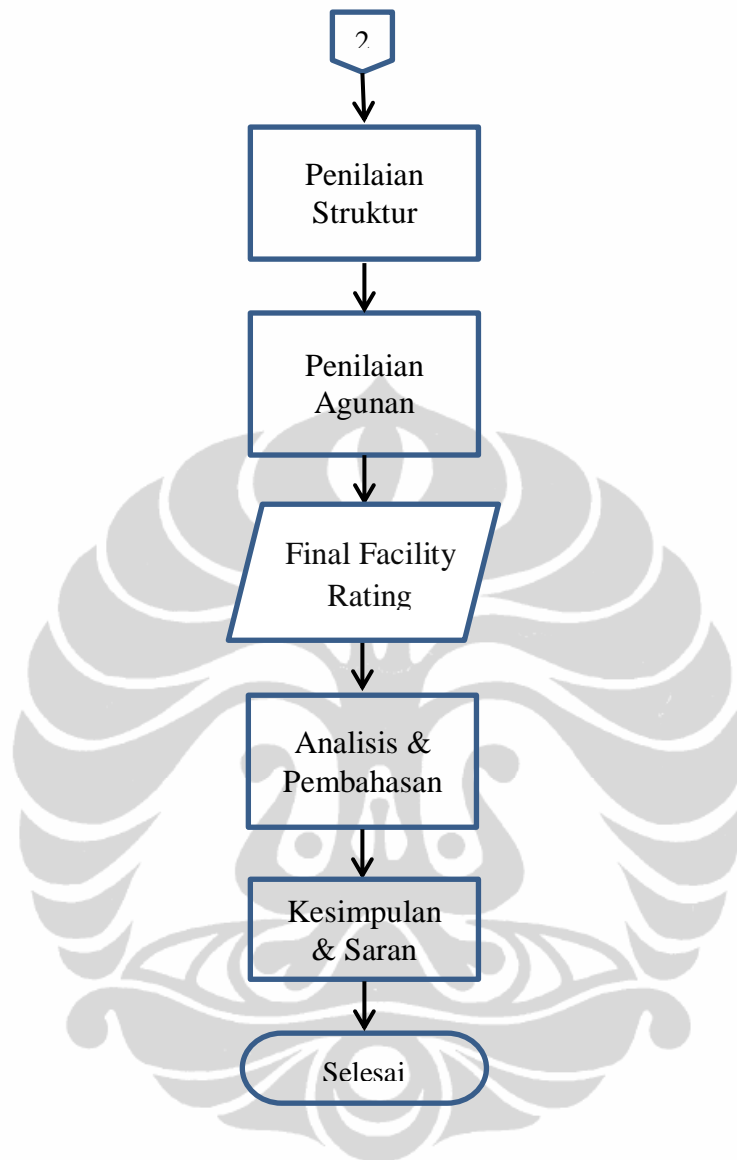 2
Penilaian
Struktur
Penilaian
Agunan
Final Facility
Rating
Analisis &
Pembahasan
Kesimpulan
& Saran
Selesai